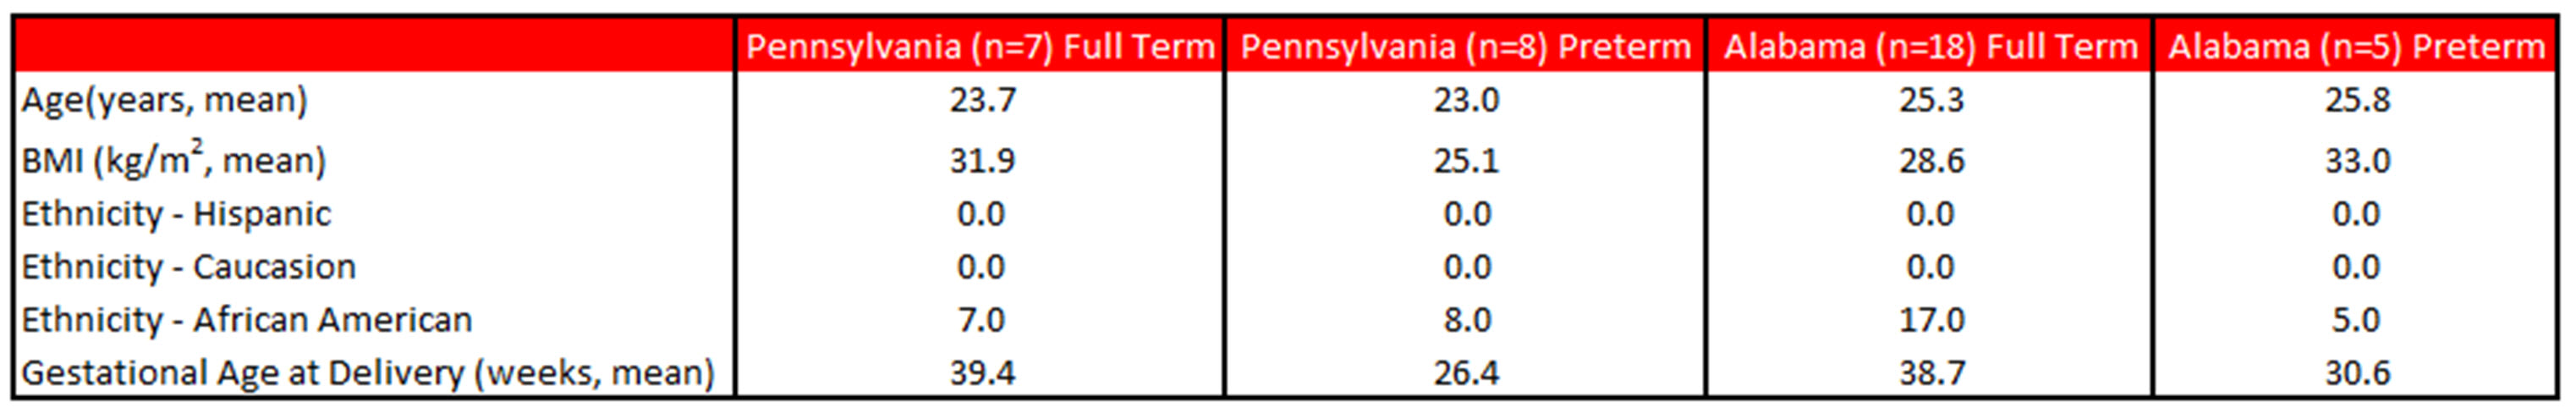 Pennsylvania (n=7) Full Term Pennsylvania (n=8) Preterm Alabama (n=18) Full Term Alabama (n=5) Preterm
Age(years, mean) 23.7 23.0 25.3 25.8
BMI (kg/m², mean) 31.9 25.1 28.6 33.0
Ethnicity - Hispanic 0.0 0.0 0.0 0.0
Ethnicity - Caucasion 0.0 0.0 0.0 0.0
Ethnicity - African American 7.0 8.0 17.0 5.0
Gestational Age at Delivery (weeks, mean) 39.4 26.4 38.7 30.6